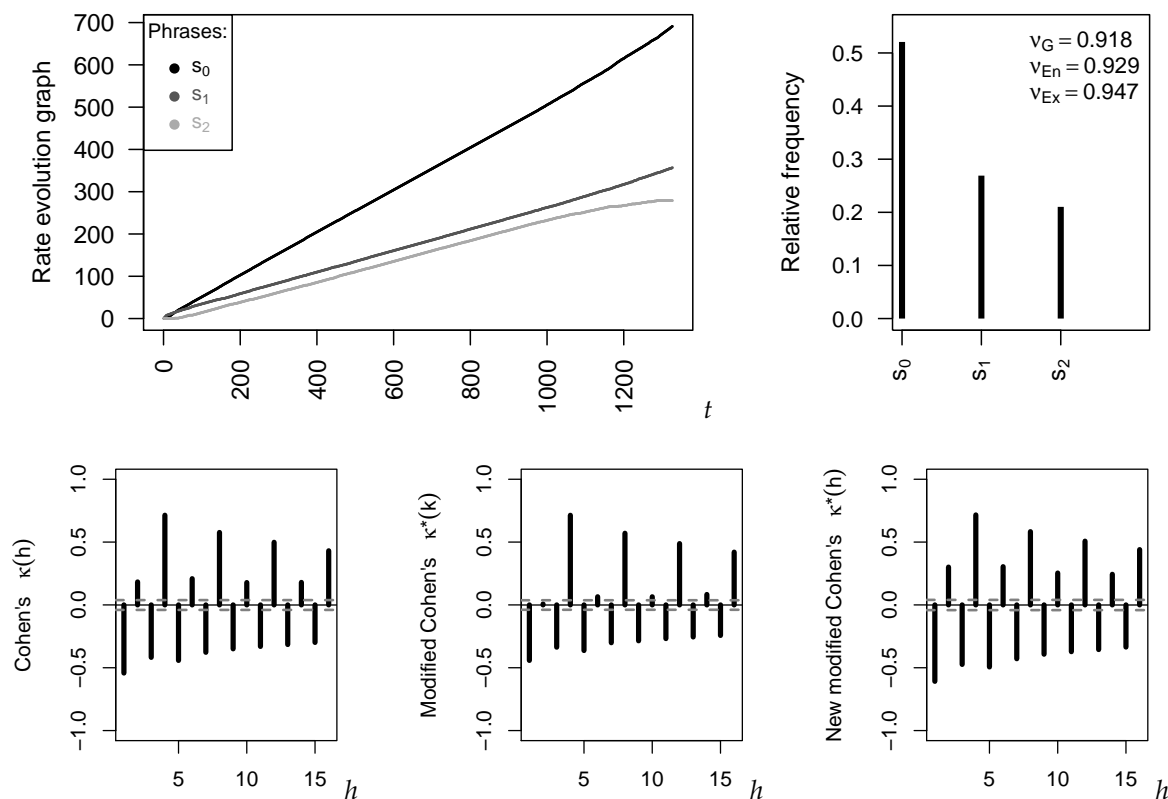 Rate evolution graph
700
600
500
400
300
200
100
0
Phrases:
s0
s1
s2
0
200
400
600
800
1000
1200
t
Relative frequency
0.5
0.4
0.3
0.2
0.1
0.0
νG = 0.918
νEn = 0.929
νEx = 0.947
s0
s1
s2
Cohen's κ(h)
1.0
0.5
0.0
−0.5
−1.0
5
10
15
h
Modified Cohen's κ*(k)
1.0
0.5
0.0
−0.5
−1.0
5
10
15
h
New modified Cohen's κ*(h)
1.0
0.5
0.0
−0.5
−1.0
5
10
15
h